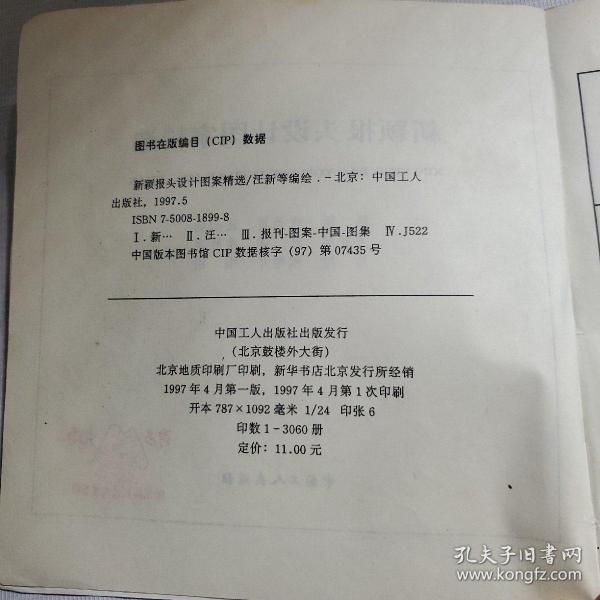 图书在版编目（CIP）数据
新颖报头设计图案精选/汪新等编绘．－北京：中国工人
出版社，1997.5
ISBN 7-5008-1899-8
Ⅰ．新… Ⅱ．汪… Ⅲ．报刊-图案-中国-图集 Ⅳ．J522
中国版本图书馆CIP数据核字（97）第07435号
中国工人出版社出版发行
（北京鼓楼外大街）
北京地质印刷厂印刷，新华书店北京发行所经销
1997年4月第一版，1997年4月第1次印刷
开本787×1092毫米 1/24 印张6
印数1-3060册
定价：11.00元
孔夫子旧书网
www.kongfz.com